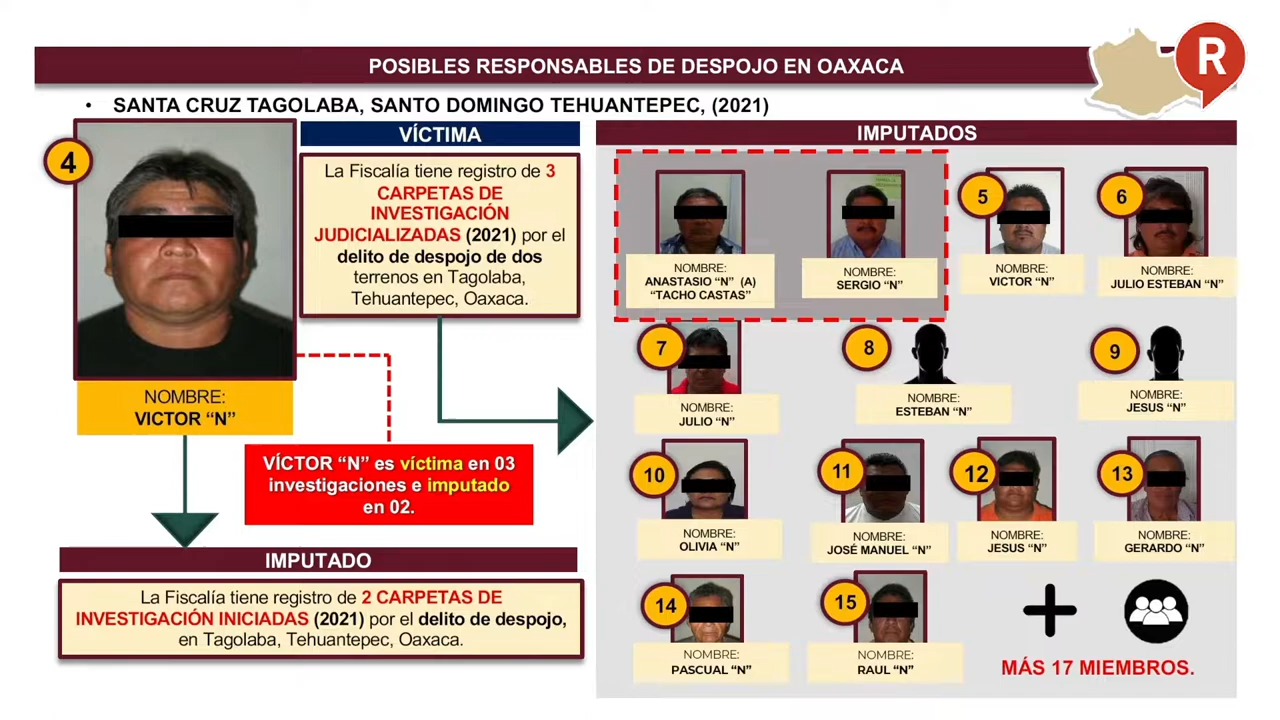 POSIBLES RESPONSABLES DE DESPOJO EN OAXACA
R
• SANTA CRUZ TAGOLABA, SANTO DOMINGO TEHUANTEPEC, (2021)
4
NOMBRE:
VICTOR “N”
VÍCTIMA
La Fiscalía tiene registro de 3
CARPETAS DE
INVESTIGACIÓN
JUDICIALIZADAS (2021) por el
delito de despojo de dos
terrenos en Tagolaba,
Tehuantepec, Oaxaca.
VÍCTOR “N” es víctima en 03
investigaciones e imputado
en 02.
IMPUTADO
La Fiscalía tiene registro de 2 CARPETAS DE
INVESTIGACIÓN INICIADAS (2021) por el delito de despojo,
en Tagolaba, Tehuantepec, Oaxaca.
IMPUTADOS
NOMBRE:
ANASTASIO “N” (A)
“TACHO CASTAS”
NOMBRE:
SERGIO “N”
5
NOMBRE:
VICTOR “N”
6
NOMBRE:
JULIO ESTEBAN “N”
7
NOMBRE:
JULIO “N”
8
NOMBRE:
ESTEBAN “N”
9
NOMBRE:
JESUS “N”
10
NOMBRE:
OLIVIA “N”
11
NOMBRE:
JOSÉ MANUEL “N”
12
NOMBRE:
JESUS “N”
13
NOMBRE:
GERARDO “N”
14
NOMBRE:
PASCUAL “N”
15
NOMBRE:
RAUL “N”
MÁS 17 MIEMBROS.